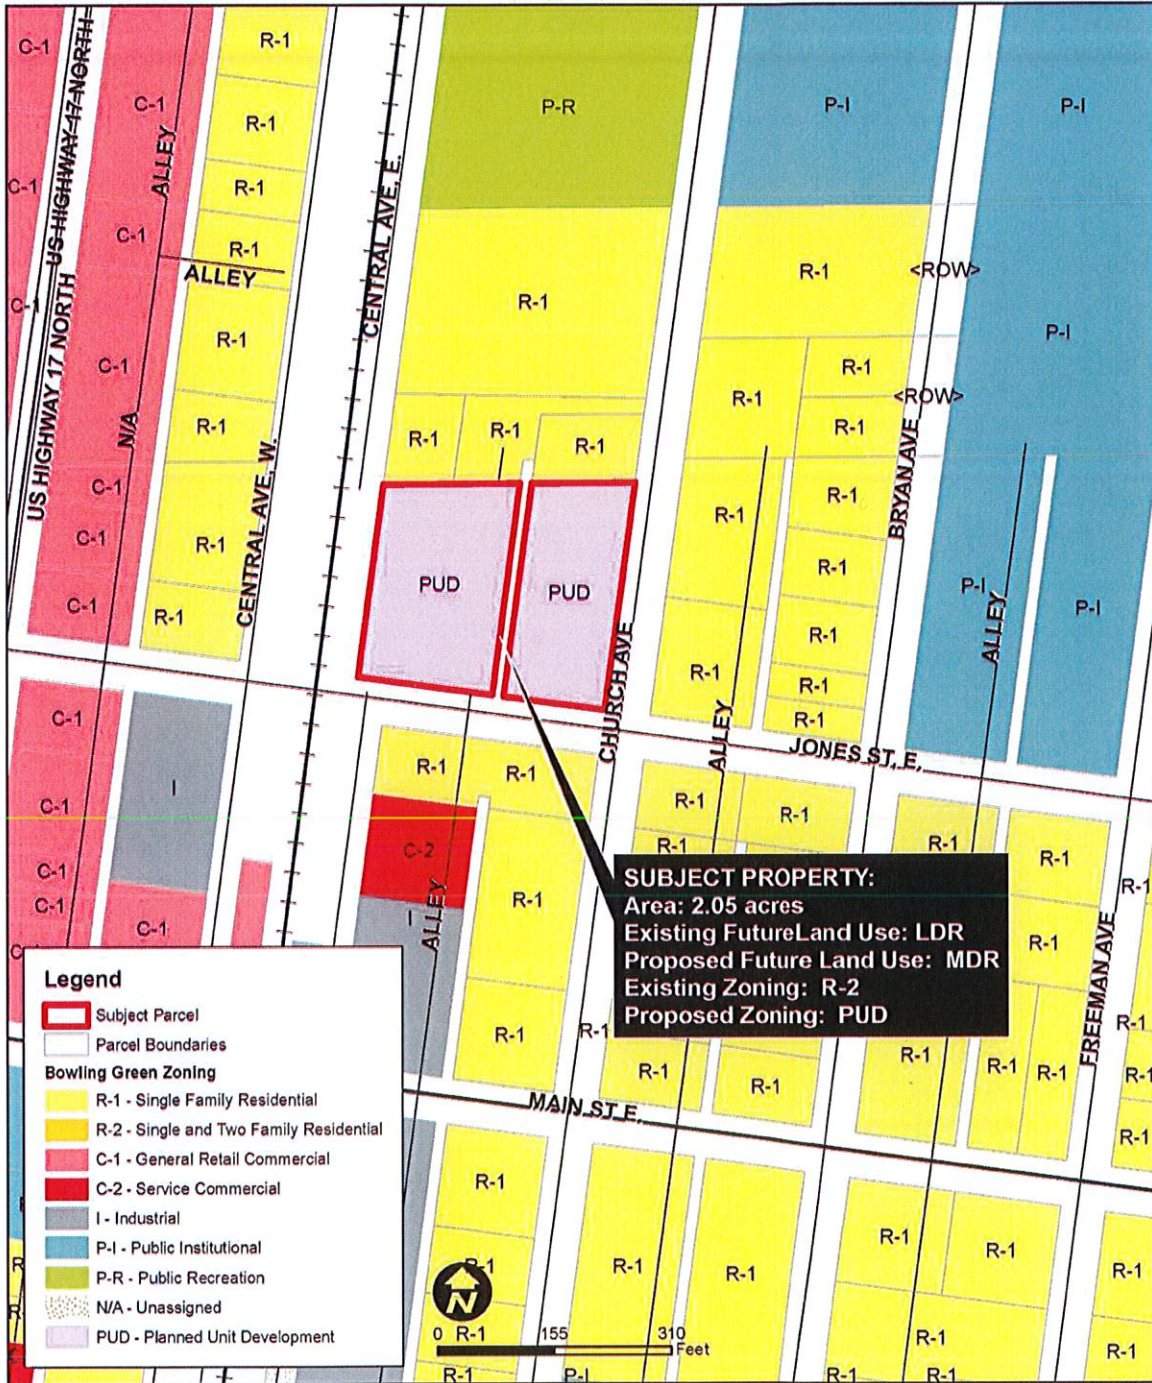 C-1
C-1
R-1
R-1
R-1
R-1
P-R
P-I
P-I
US HIGHWAY 17 NORTH
US HIGHWAY 17 NORTH
ALLEY
CENTRAL AVE, E.
C-1
C-1
C-1
C-1
ALLEY
R-1
R-1
R-1
<ROW>
P-I
R-1
R-1
<ROW>
R-1
R-1
N/A
R-1
R-1
R-1
R-1
BRYAN AVE
C-1
C-1
C-1
R-1
R-1
CENTRAL AVE, W.
PUD
PUD
R-1
R-1
R-1
R-1
R-1
R-1
R-1
P-I
P-I
ALLEY
CHURCH AVE
ALLEY
JONES ST, E,
C-1
I
R-1
R-1
R-1
R-1
C-1
C-1
C-1
C-1
C-2
I
ALLEY
R-1
R-1
R-1
R-1
R-1
R-1
R-1
SUBJECT PROPERTY:
Area: 2.05 acres
Existing FutureLand Use: LDR
Proposed Future Land Use: MDR
Existing Zoning: R-2
Proposed Zoning: PUD
R-1
R-1
R-1
R-1
R-1
R-1
R-1
R-1
R-1
R-1
R-1
FREEMAN AVE
MAIN ST E,
Legend
Subject Parcel
Parcel Boundaries
Bowling Green Zoning
R-1 - Single Family Residential
R-2 - Single and Two Family Residential
C-1 - General Retail Commercial
C-2 - Service Commercial
I - Industrial
P-I - Public Institutional
P-R - Public Recreation
N/A - Unassigned
PUD - Planned Unit Development
R-1
R-1
R-1
R-1
R-1
R-1
R-1
R-1
R-1
N
0
R-1
155
310
Feet
R-1
P-I
R-1
R-1